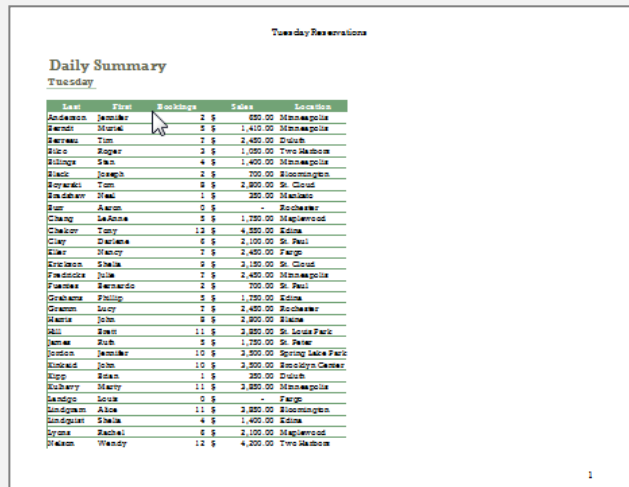 Tuesday Reservations
Daily Summary
Tuesday
Last First Bookings Sales Location
Anderson Jennifer 2 $ 650.00 Minneapolis
Berndt Muriel 5 $ 1,410.00 Minneapolis
Berreau Tim 7 $ 2,450.00 Duluth
Bilco Roger 3 $ 1,050.00 Two Harbors
Billings Stan 4 $ 1,400.00 Minneapolis
Black Joseph 2 $ 700.00 Bloomington
Boyarski Tom 8 $ 2,800.00 St. Cloud
Bradshaw Neal 1 $ 350.00 Mankato
Burr Aaron 0 $ - Rochester
Chang LeAnne 5 $ 1,750.00 Maplewood
Chekov Tony 13 $ 4,550.00 Edina
Clay Darlene 6 $ 2,100.00 St. Paul
Eller Nancy 7 $ 2,450.00 Fargo
Erickson Shelia 9 $ 3,150.00 St. Cloud
Fredricks Julie 7 $ 2,450.00 Minneapolis
Fuentes Bernardo 2 $ 700.00 St. Paul
Grahams Phillip 5 $ 1,750.00 Edina
Gramm Lucy 7 $ 2,450.00 Rochester
Harris John 8 $ 2,800.00 Blaine
Hill Brett 11 $ 3,850.00 St. Louis Park
James Ruth 5 $ 1,750.00 St. Peter
Jordon Jennifer 10 $ 3,500.00 Spring Lake Park
Kinkaid John 10 $ 3,500.00 Brooklyn Center
Kipp Brian 1 $ 350.00 Duluth
Kulhavy Marty 11 $ 3,850.00 Minneapolis
Landgo Louis 0 $ - Fargo
Lindgram Alice 11 $ 3,850.00 Bloomington
Lindquist Shelia 4 $ 1,400.00 Edina
Lyons Rachel 6 $ 2,100.00 Maplewood
Nelson Wendy 12 $ 4,200.00 Two Harbors
1